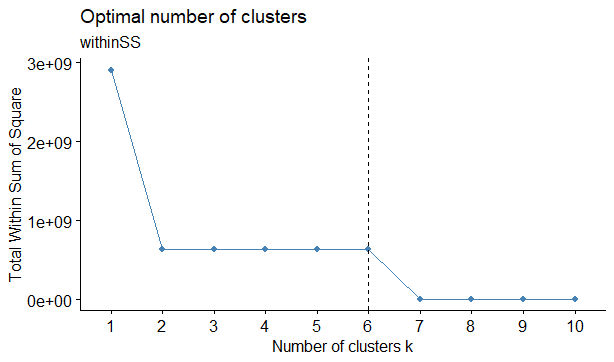 Optimal number of clusters
withinSS
Total Within Sum of Square
3e+09
2e+09
1e+09
0e+00
1 2 3 4 5 6 7 8 9 10
Number of clusters k